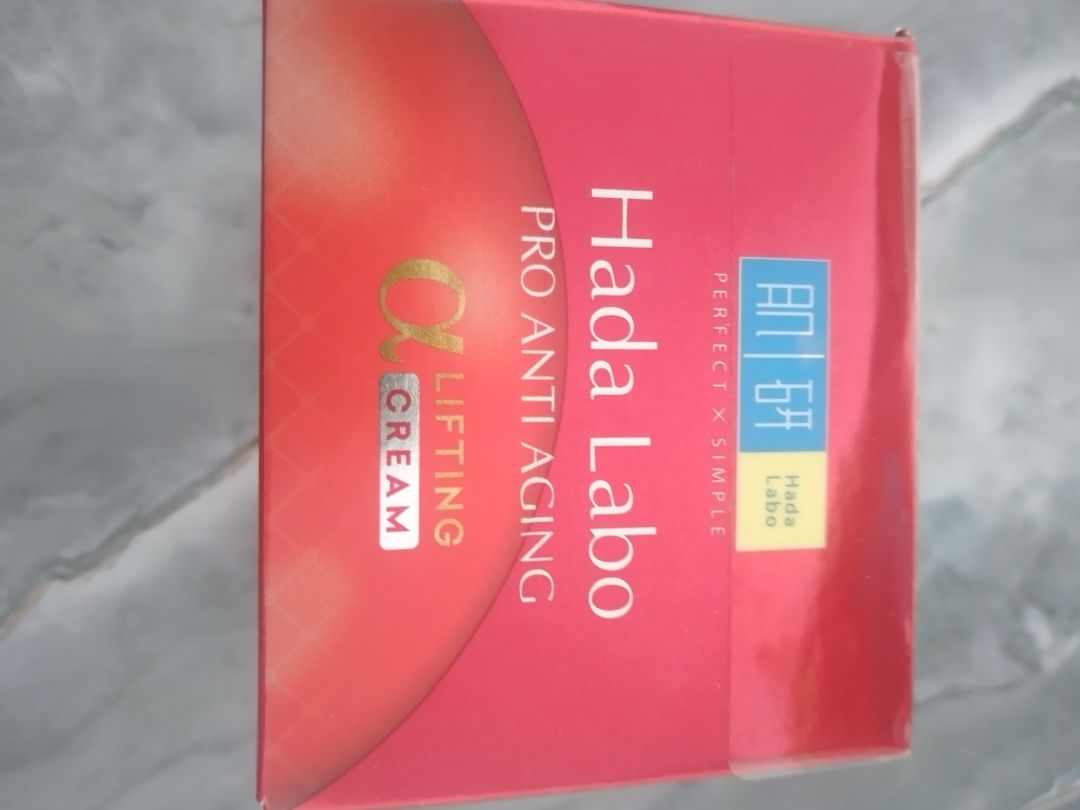 肌研
Hada
Labo
PERFECT X SIMPLE
Hada Labo
PRO ANTI AGING
α LIFTING
CREAM